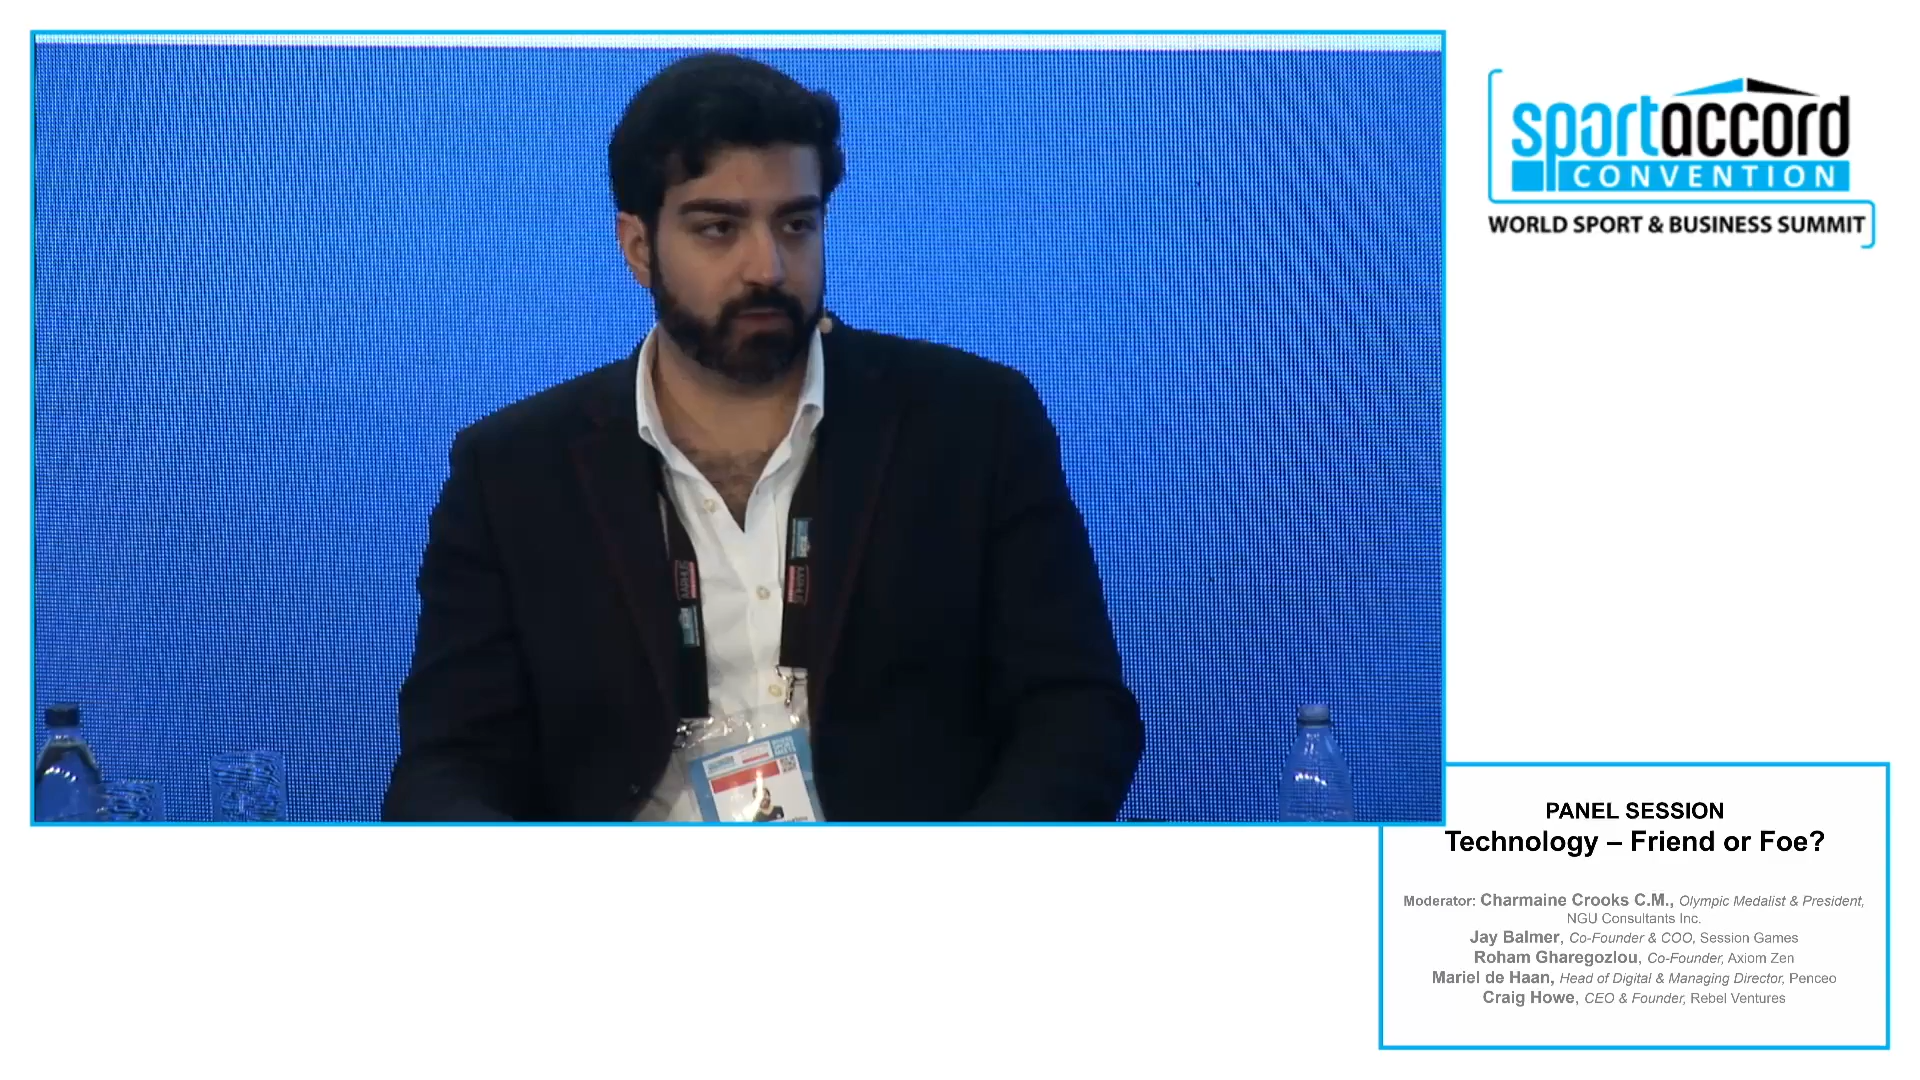 sportaccord
CONVENTION
WORLD SPORT & BUSINESS SUMMIT
AARHUS
AARHUS
PANEL SESSION
Technology – Friend or Foe?
Moderator: Charmaine Crooks C.M., Olympic Medalist & President,
NGU Consultants Inc.
Jay Balmer, Co-Founder & COO, Session Games
Roham Gharegozlou, Co-Founder, Axiom Zen
Mariel de Haan, Head of Digital & Managing Director, Penceo
Craig Howe, CEO & Founder, Rebel Ventures